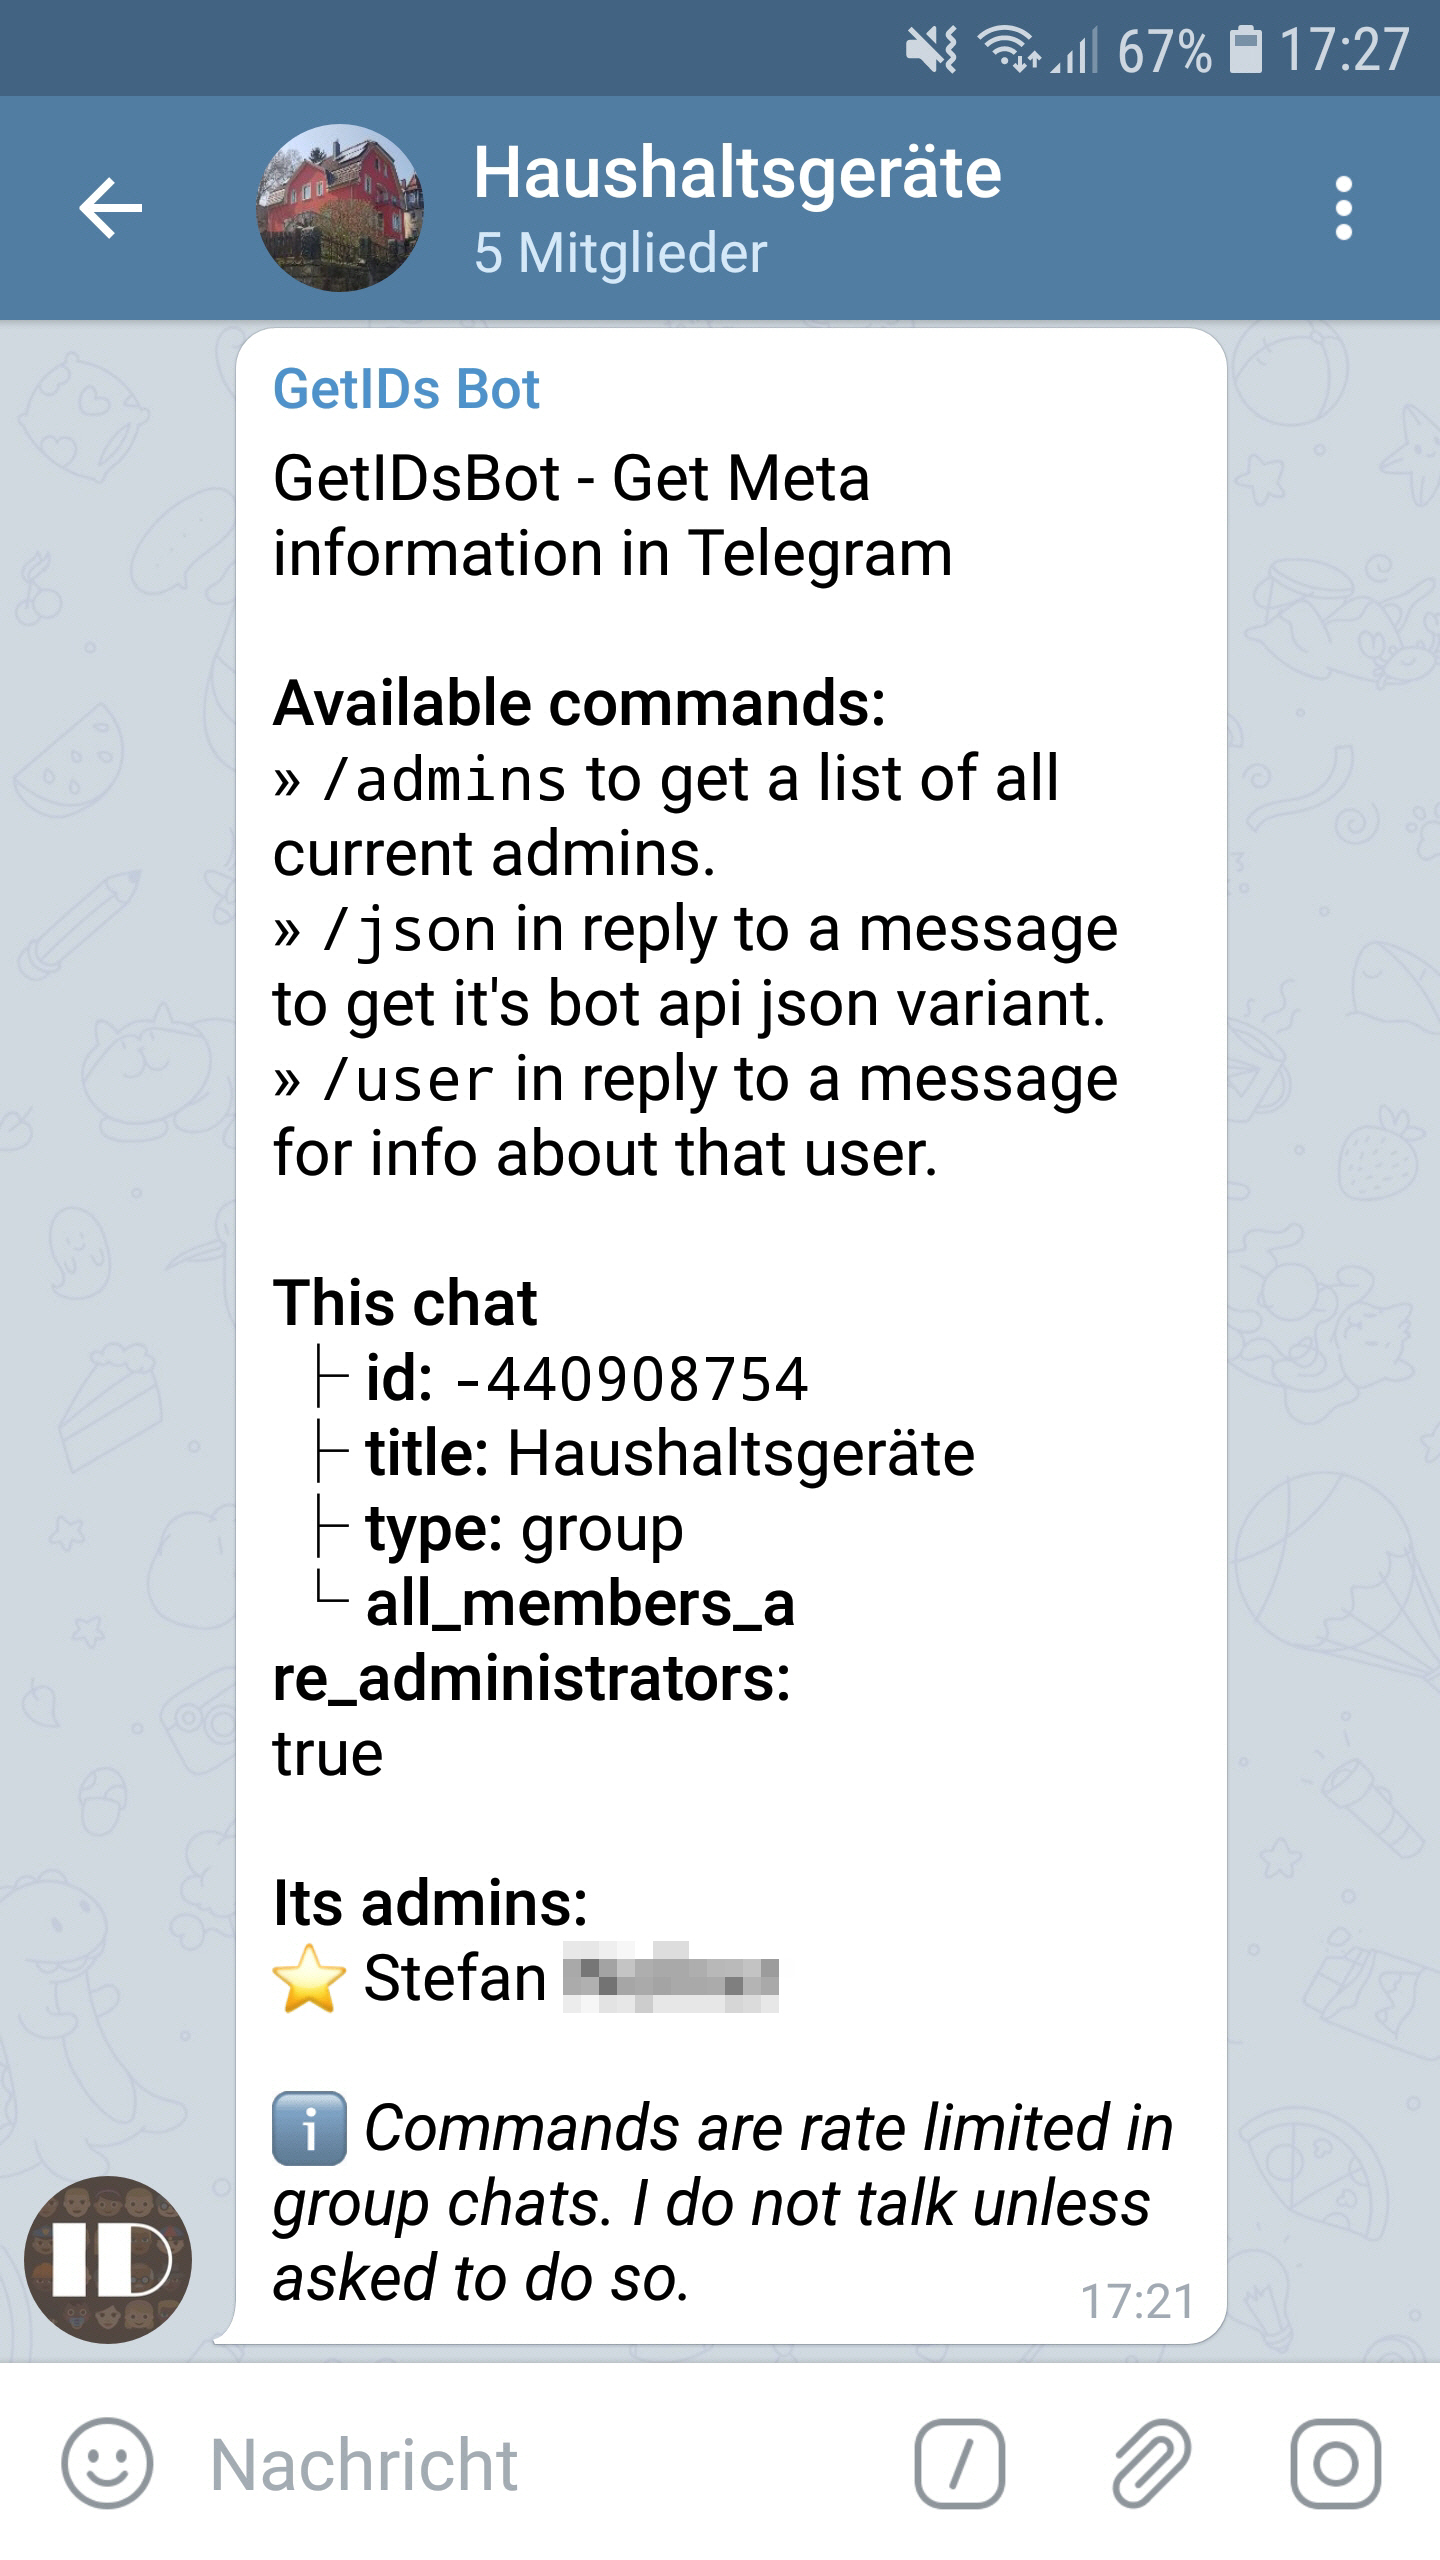 67% 17:27
Haushaltsgeräte
5 Mitglieder
GetIDs Bot
GetIDsBot - Get Meta
information in Telegram
Available commands:
» /admins to get a list of all
current admins.
» /json in reply to a message
to get it's bot api json variant.
» /user in reply to a message
for info about that user.
This chat
├ id: -440908754
├ title: Haushaltsgeräte
├ type: group
└ all_members_a
re_administrators:
true
Its admins:
⭐ Stefan
ℹ️ Commands are rate limited in
group chats. I do not talk unless
asked to do so.
17:21
ID
Nachricht